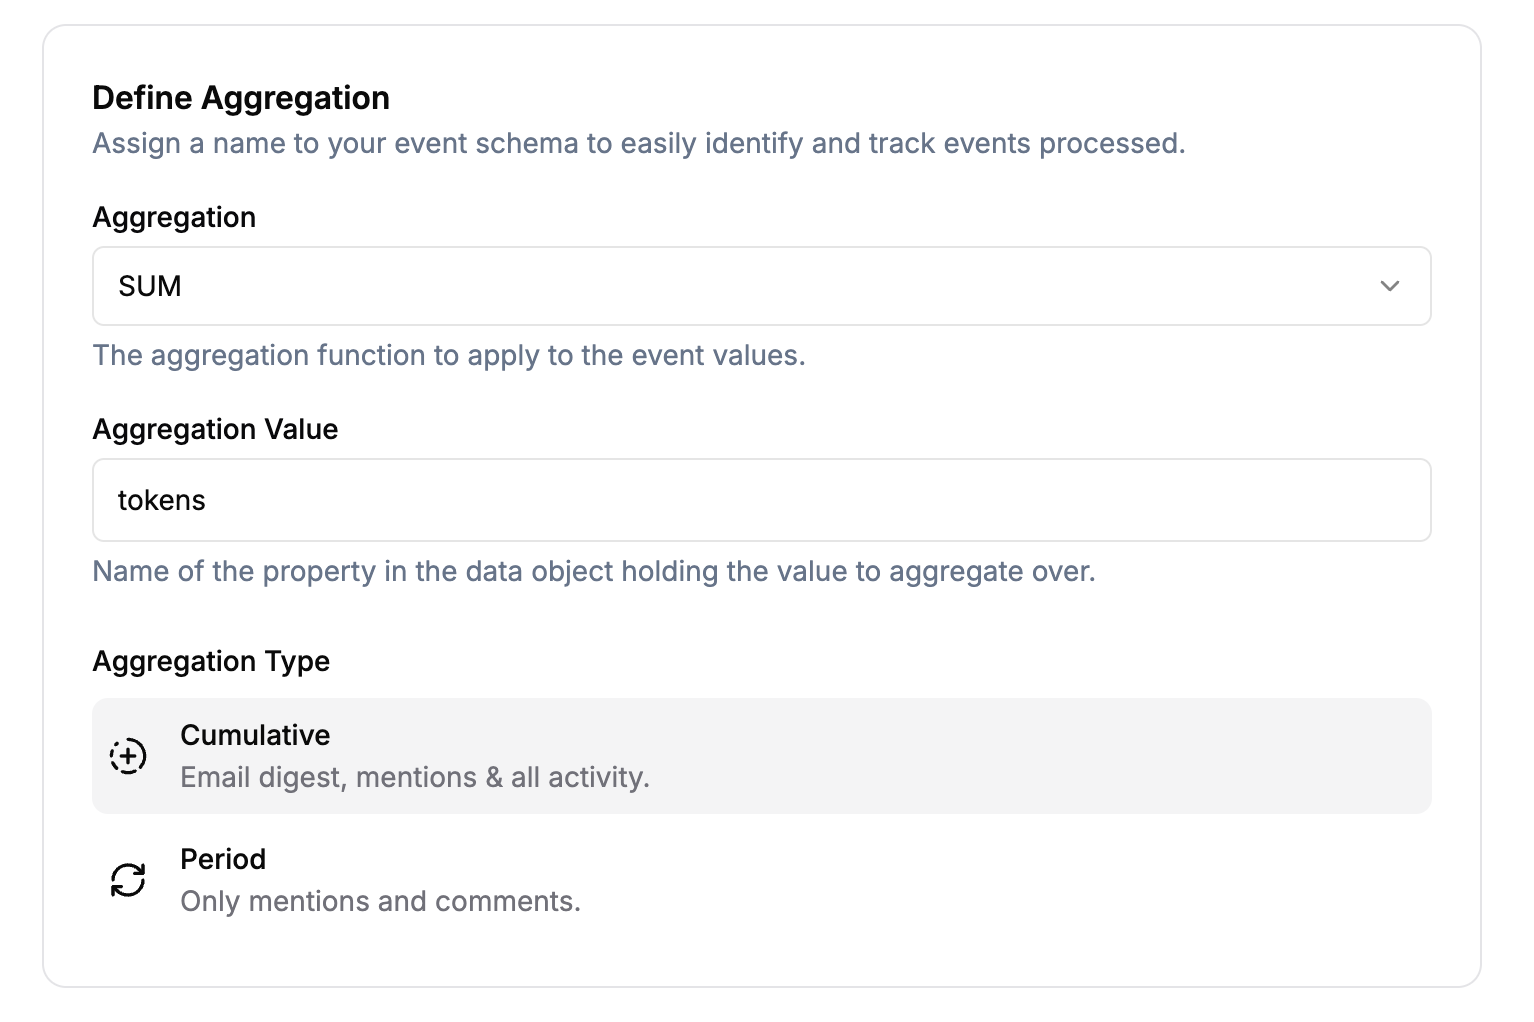 Define Aggregation
Assign a name to your event schema to easily identify and track events processed.
Aggregation
SUM
The aggregation function to apply to the event values.
Aggregation Value
tokens
Name of the property in the data object holding the value to aggregate over.
Aggregation Type
Cumulative
Email digest, mentions & all activity.
Period
Only mentions and comments.